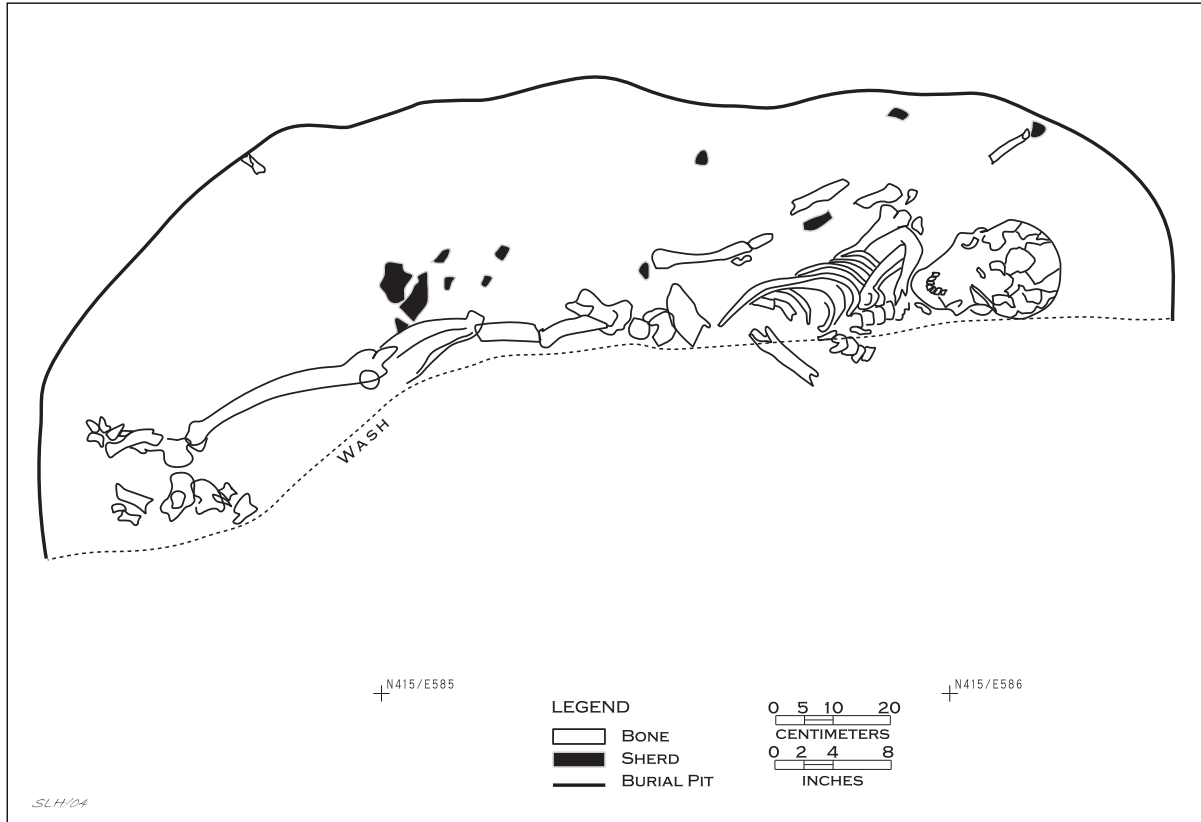 WASH
N415/E585
N415/E586
LEGEND
BONE
SHERD
BURIAL PIT
0 5 10 20
CENTIMETERS
0 2 4 8
INCHES
SLH/04